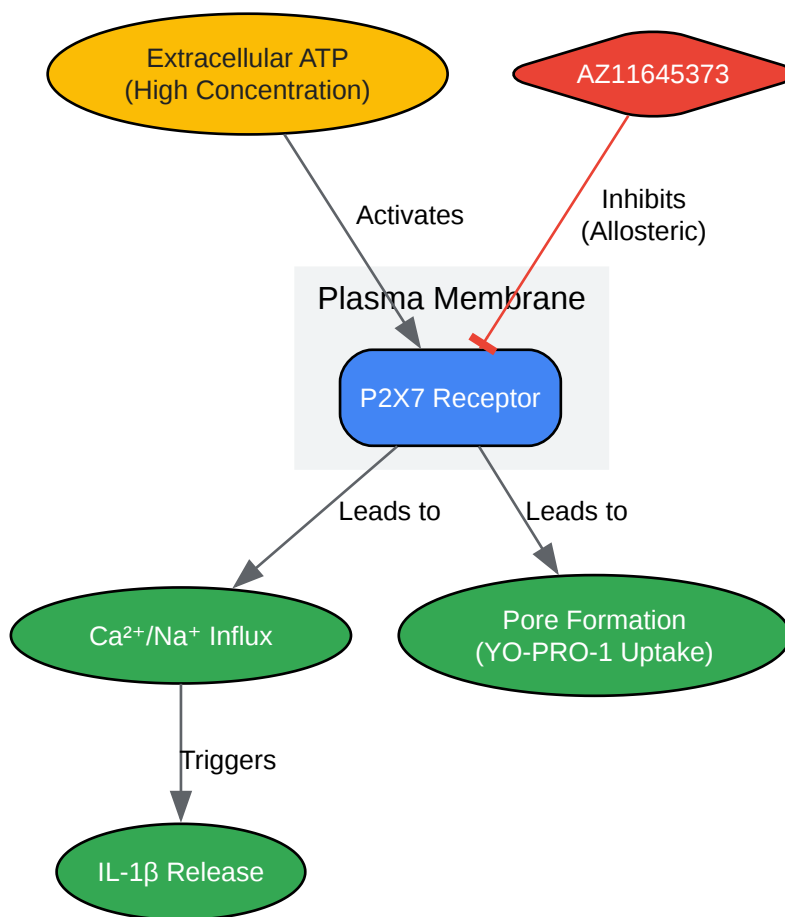 Extracellular ATP
(High Concentration)
AZ11645373
Activates
Inhibits
(Allosteric)
Plasma Membrane
P2X7 Receptor
Leads to
Leads to
Ca²⁺/Na⁺ Influx
Pore Formation
(YO-PRO-1 Uptake)
Triggers
IL-1β Release